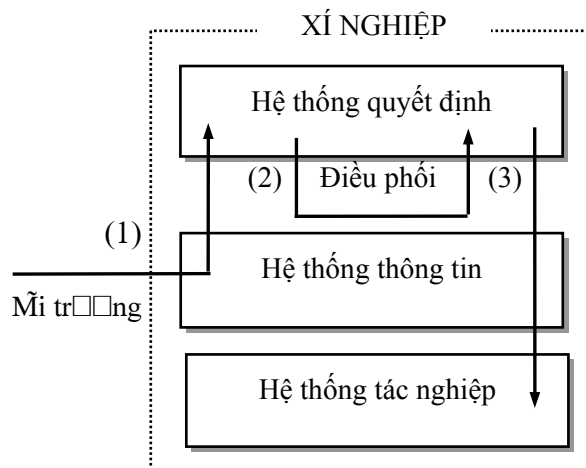 XÍ NGHIỆP
Hệ thống quyết định
(2) Điều phối (3)
(1)
Hệ thống thông tin
Hệ thống tác nghiệp